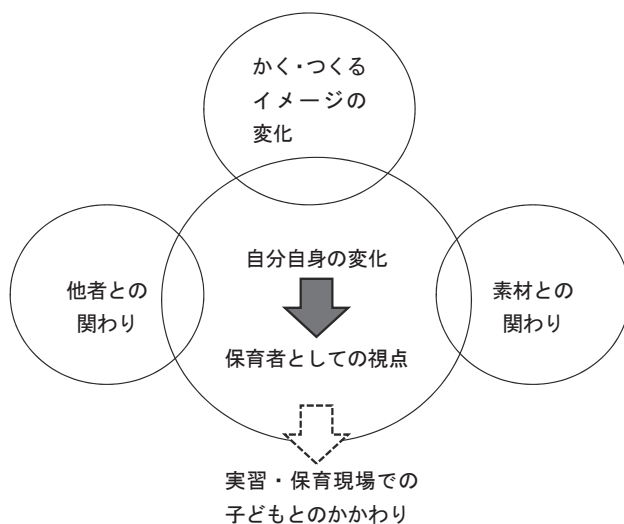 かく・つくる
イメージの
変化
自分自身の変化
他者との
関わり
素材との
関わり
保育者としての視点
実習・保育現場での
子どもとのかかわり